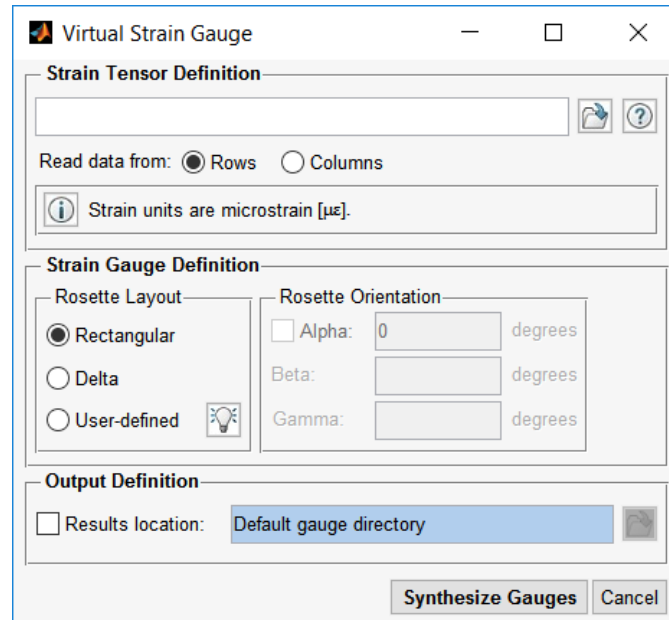 Virtual Strain Gauge
Strain Tensor Definition
Read data from: Rows Columns
Strain units are microstrain [µε].
Strain Gauge Definition
Rosette Layout Rosette Orientation
Rectangular Alpha: 0 degrees
Delta Beta: degrees
User-defined Gamma: degrees
Output Definition
Results location: Default gauge directory
Synthesize Gauges Cancel